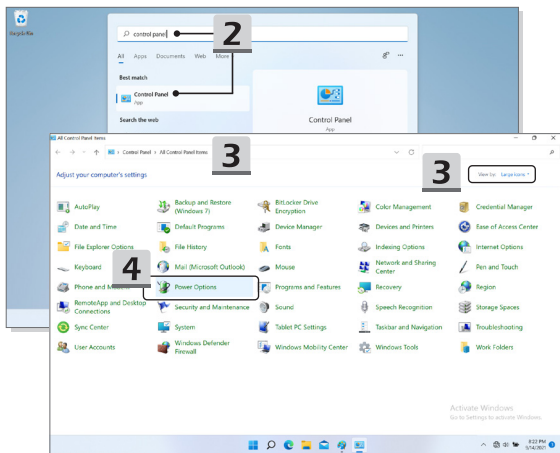 Recycle Bin
control panel
2
All Apps Documents Web More
Best match
Control Panel
App
Search the web
Control Panel
App
All Control Panel Items
3
Control Panel > All Control Panel Items
3
Adjust your computer's settings
View by: Large icons
AutoPlay
Backup and Restore
(Windows 7)
BitLocker Drive
Encryption
Color Management
Credential Manager
Date and Time
Default Programs
Device Manager
Devices and Printers
Ease of Access Center
File Explorer Options
File History
Fonts
Indexing Options
Internet Options
4
Keyboard
Mail (Microsoft Outlook)
Mouse
Network and Sharing
Center
Pen and Touch
Phone and
Power Options
Programs and Features
Recovery
Region
RemoteApp and Desktop
Connections
Security and Maintenance
Sound
Speech Recognition
Storage Spaces
Sync Center
System
Tablet PC Settings
Taskbar and Navigation
Troubleshooting
User Accounts
Windows Defender
Firewall
Windows Mobility Center
Windows Tools
Work Folders
Activate Windows
Go to Settings to activate Windows.
8:22 PM
6/14/2021